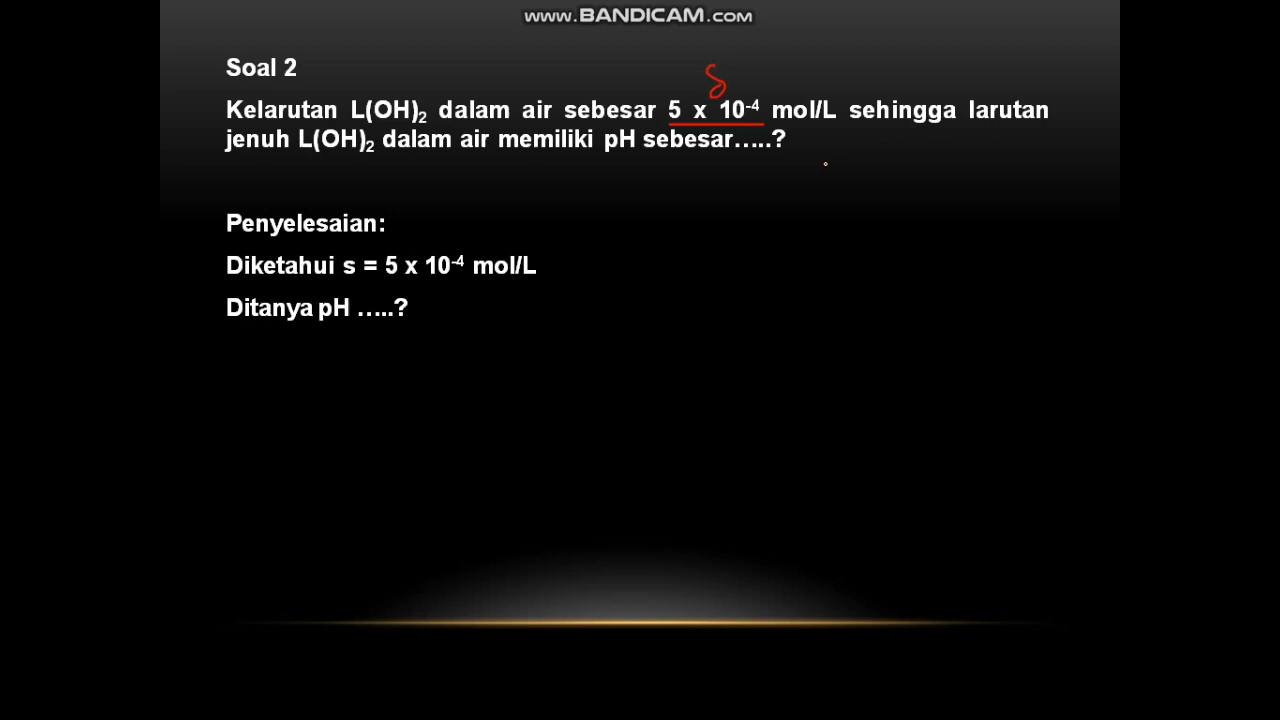 www.BANDICAM.com
Soal 2
s
Kelarutan L(OH)₂ dalam air sebesar 5 x 10⁻⁴ mol/L sehingga larutan
jenuh L(OH)₂ dalam air memiliki pH sebesar…..?
Penyelesaian:
Diketahui s = 5 x 10⁻⁴ mol/L
Ditanya pH …..?